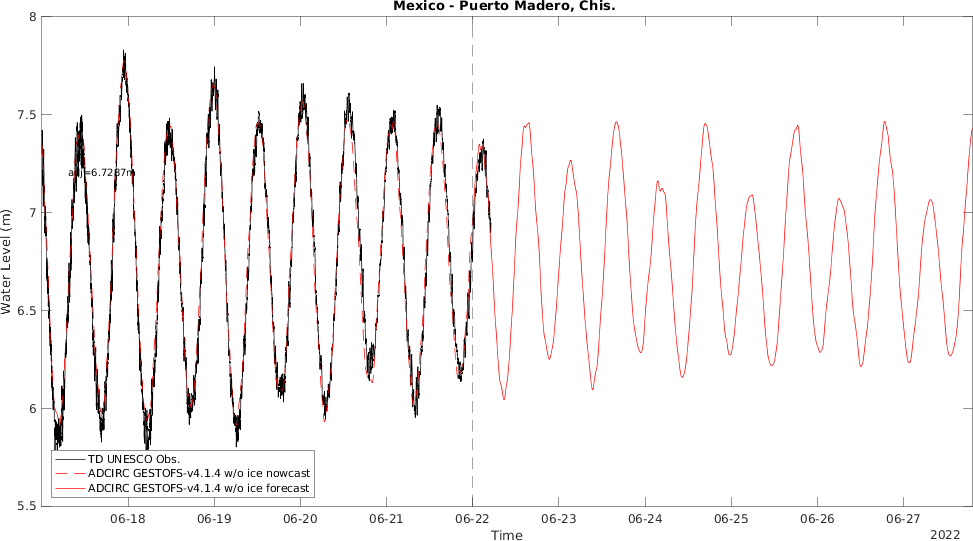 Mexico - Puerto Madero, Chis.
8
7.5
7
6.5
6
5.5
Water Level (m)
adj=6.7287m
TD UNESCO Obs.
ADCIRC GESTOFS-v4.1.4 w/o ice nowcast
ADCIRC GESTOFS-v4.1.4 w/o ice forecast
06-18 06-19 06-20 06-21 06-22 06-23 06-24 06-25 06-26 06-27
Time
2022